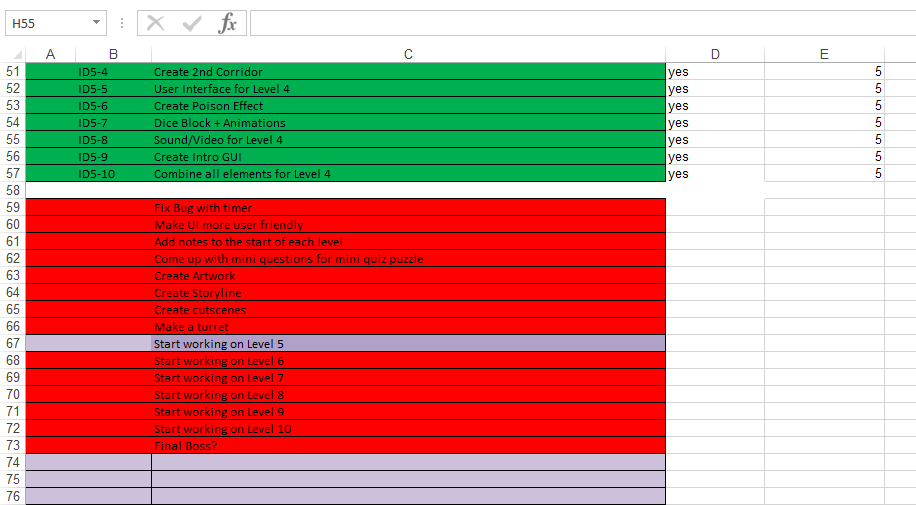 H55 fx
A B C D E
51 ID5-4 Create 2nd Corridor yes 5
52 ID5-5 User Interface for Level 4 yes 5
53 ID5-6 Create Poison Effect yes 5
54 ID5-7 Dice Block + Animations yes 5
55 ID5-8 Sound/Video for Level 4 yes 5
56 ID5-9 Create Intro GUI yes 5
57 ID5-10 Combine all elements for Level 4 yes 5
58
59 Fix Bug with timer
60 Make UI more user friendly
61 Add notes to the start of each level
62 Come up with mini questions for mini quiz puzzle
63 Create Artwork
64 Create Storyline
65 Create cutscenes
66 Make a turret
67 Start working on Level 5
68 Start working on Level 6
69 Start working on Level 7
70 Start working on Level 8
71 Start working on Level 9
72 Start working on Level 10
73 Final Boss?
74
75
76